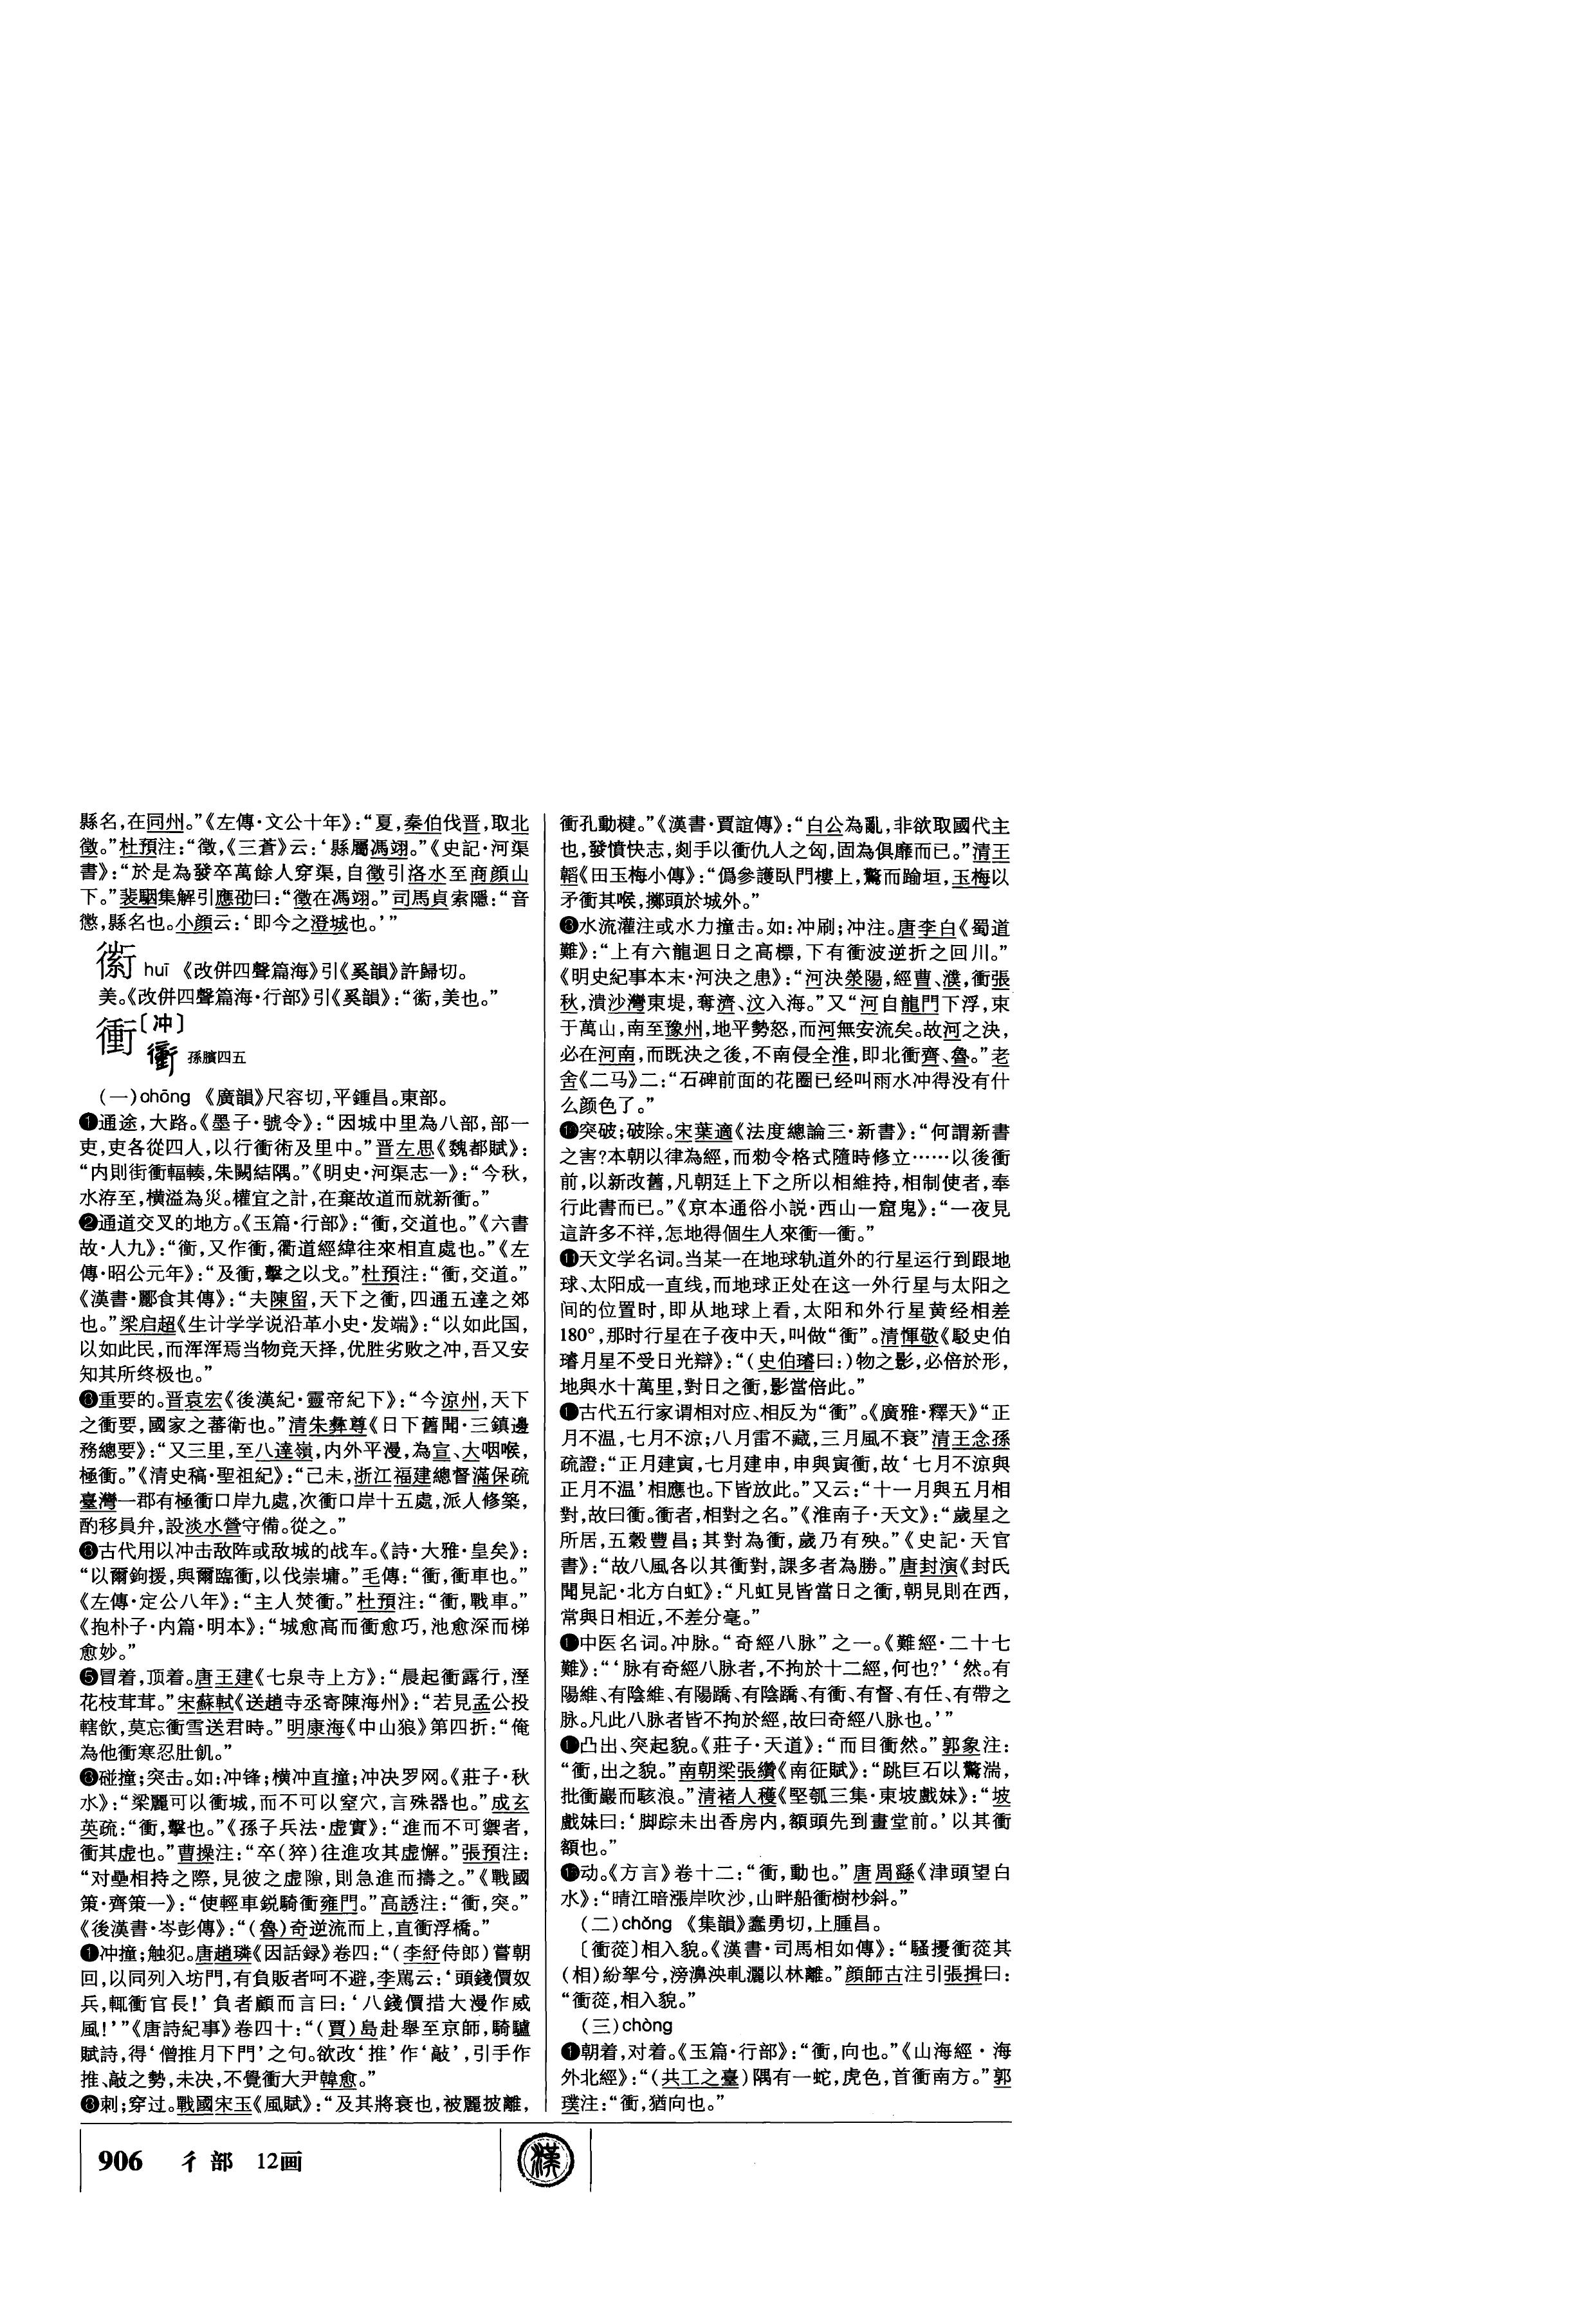 縣名,在同州。”《左傳·文公十年》:“夏,秦伯伐晋,取北
徵。”杜預注:“徵,《三蒼》云:‘縣屬馮翊。”《史記·河渠
書》:“於是為發卒萬餘人穿渠,自徵引洛水至商顔山
下。”裴駰集解引應劭曰:“徵在馮翊。”司馬貞索隱:“音
懲,縣名也。小顔云:‘即今之澄城也。’”
huī 《改併四聲篇海》引《奚韻》許歸切。
美。《改併四聲篇海·行部》引《奚韻》:“,美也。”
衝〔冲〕
衝 孫臏四五
(一)chōng 《廣韻》尺容切,平鍾昌。東部。
❶通途,大路。《墨子·號令》:“因城中里為八部,部一
吏,吏各從四人,以行衝術及里中。”晋左思《魏都賦》:
“内則街衝輻輳,朱闕結隅。”《明史·河渠志一》:“今秋,
水洊至,横溢為災。權宜之計,在棄故道而就新衝。”
❷通道交叉的地方。《玉篇·行部》:“衝,交道也。”《六書
故·人九》:“衝,又作衝,衢道經緯往來相直處也。”《左
傳·昭公元年》:“及衝,擊之以戈。”杜預注:“衝,交道。”
《漢書·酈食其傳》:“夫陳留,天下之衝,四通五達之郊
也。”梁启超《生计学学说沿革小史·发端》:“以如此国,
以如此民,而浑浑焉当物竞天择,优胜劣败之冲,吾又安
知其所终极也。”
❸重要的。晋袁宏《後漢紀·靈帝紀下》:“今涼州,天下
之衝要,國家之蕃衛也。”清朱彝尊《日下舊聞·三鎮邊
務總要》:“又三里,至八達嶺,内外平漫,為宣、大咽喉,
極衝。”《清史稿·聖祖紀》:“己未,浙江福建總督滿保疏
臺灣一郡有極衝口岸九處,次衝口岸十五處,派人修築,
酌移員弁,設淡水營守備。從之。”
❹古代用以冲击敌阵或敌城的战车。《詩·大雅·皇矣》:
“以爾鉤援,與爾臨衝,以伐崇墉。”毛傳:“衝,衝車也。”
《左傳·定公八年》:“主人焚衝。”杜預注:“衝,戰車。”
《抱朴子·内篇·明本》:“城愈高而衝愈巧,池愈深而梯
愈妙。”
❺冒着,顶着。唐王建《七泉寺上方》:“晨起衝露行,溼
花枝茸茸。”宋蘇軾《送趙寺丞寄陳海州》:“若見孟公投
轄飲,莫忘衝雪送君時。”明康海《中山狼》第四折:“俺
為他衝寒忍肚飢。”
❻碰撞;突击。如:冲锋;横冲直撞;冲决罗网。《莊子·秋
水》:“梁麗可以衝城,而不可以窒穴,言殊器也。”成玄
英疏:“衝,擊也。”《孫子兵法·虚實》:“進而不可禦者,
衝其虚也。”曹操注:“卒(猝)往進攻其虚懈。”張預注:
“对壘相持之際,見彼之虚隙,則急進而擣之。”《戰國
策·齊策一》:“使輕車鋭騎衝雍門。”高誘注:“衝,突。”
《後漢書·岑彭傳》:“(魯)奇逆流而上,直衝浮橋。”
❼冲撞;触犯。唐趙璘《因話録》卷四:“(李紓侍郎)嘗朝
回,以同列入坊門,有負販者呵不避,李駡云:‘頭錢價奴
兵,輒衝官長!’負者顧而言曰:‘八錢價措大漫作威
風!’”《唐詩紀事》卷四十:“(賈)島赴舉至京師,騎驢
賦詩,得‘僧推月下門’之句。欲改‘推’作‘敲’,引手作
推、敲之勢,未决,不覺衝大尹韓愈。”
❽刺;穿过。戰國宋玉《風賦》:“及其將衰也,被麗披離,
衝孔動楗。”《漢書·賈誼傳》:“白公為亂,非欲取國代主
也,發憤快志,剡手以衝仇人之匈,固為俱靡而已。”清王
韜《田玉梅小傳》:“僞參護臥門樓上,驚而踰垣,玉梅以
矛衝其喉,擲頭於城外。”
❾水流灌注或水力撞击。如:冲刷;冲注。唐李白《蜀道
難》:“上有六龍迴日之高標,下有衝波逆折之回川。”
《明史紀事本末·河決之患》:“河決滎陽,經曹、濮,衝張
秋,潰沙灣東堤,奪濟、汶入海。”又“河自龍門下浮,束
于萬山,南至豫州,地平勢怒,而河無安流矣。故河之決,
必在河南,而既決之後,不南侵全淮,即北衝齊、魯。”老
舍《二马》二:“石碑前面的花圈已经叫雨水冲得没有什
么颜色了。”
❿突破;破除。宋葉適《法度總論三·新書》:“何謂新書
之害?本朝以律為經,而勑令格式隨時修立……以後衝
前,以新改舊,凡朝廷上下之所以相維持,相制使者,奉
行此書而已。”《京本通俗小説·西山一窟鬼》:“一夜見
這許多不祥,怎地得個生人來衝一衝。”
⓫天文学名词。当某一在地球轨道外的行星运行到跟地
球、太阳成一直线,而地球正处在这一外行星与太阳之
间的位置时,即从地球上看,太阳和外行星黄经相差
180°,那时行星在子夜中天,叫做“衝”。清惲敬《駁史伯
璿月星不受日光辯》:“(史伯璿曰:)物之影,必倍於形,
地與水十萬里,對日之衝,影當倍此。”
⓬古代五行家谓相对应、相反为“衝”。《廣雅·釋天》“正
月不温,七月不涼;八月雷不藏,三月風不衰”清王念孫
疏證:“正月建寅,七月建申,申與寅衝,故‘七月不涼與
正月不温’相應也。下皆放此。”又云:“十一月與五月相
對,故曰衝。衝者,相對之名。”《淮南子·天文》:“歲星之
所居,五穀豐昌;其對為衝,歲乃有殃。”《史記·天官
書》:“故八風各以其衝對,課多者為勝。”唐封演《封氏
聞見記·北方白虹》:“凡虹見皆當日之衝,朝見則在西,
常與日相近,不差分毫。”
⓭中医名词。冲脉。“奇經八脉”之一。《難經·二十七
難》:“‘脉有奇經八脉者,不拘於十二經,何也?’‘然。有
陽維、有陰維、有陽蹻、有陰蹻、有衝、有督、有任、有帶之
脉。凡此八脉者皆不拘於經,故曰奇經八脉也。’”
⓮凸出、突起貌。《莊子·天道》:“而目衝然。”郭象注:
“衝,出之貌。”南朝梁張纘《南征賦》:“跳巨石以驚湍,
批衝巖而駭浪。”清褚人穫《堅瓠三集·東坡戲妹》:“坡
戲妹曰:‘脚踪未出香房内,額頭先到畫堂前。’以其衝
額也。”
⓯动。《方言》卷十二:“衝,動也。”唐周繇《津頭望白
水》:“晴江暗漲岸吹沙,山畔船衝樹杪斜。”
(二)chǒng 《集韻》蠢勇切,上腫昌。
〔衝蓯〕相入貌。《漢書·司馬相如傳》:“騷擾衝蓯其
(相)紛挐兮,滂濞泱軋灑以林離。”顔師古注引張揖曰:
“衝蓯,相入貌。”
(三)chòng
❶朝着,对着。《玉篇·行部》:“衝,向也。”《山海經·海
外北經》:“(共工之臺)隅有一蛇,虎色,首衝南方。”郭
璞注:“衝,猶向也。”
906 彳部 12画
漢